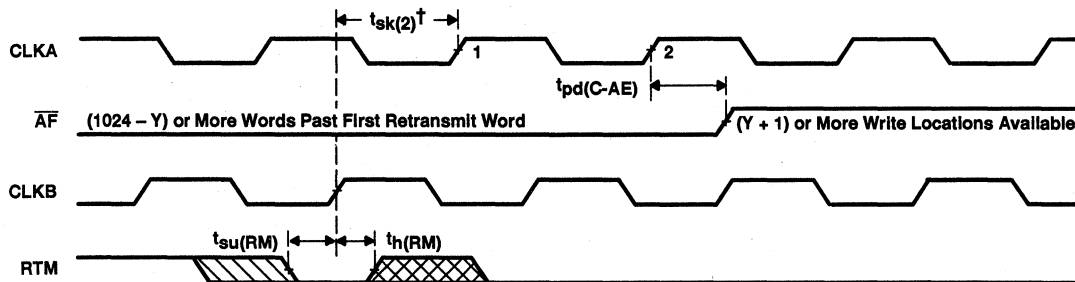 tsk(2)†
CLKA
1
2
tpd(C-AE)
AF
(1024 – Y) or More Words Past First Retransmit Word
(Y + 1) or More Write Locations Available
CLKB
tsu(RM)
th(RM)
RTM